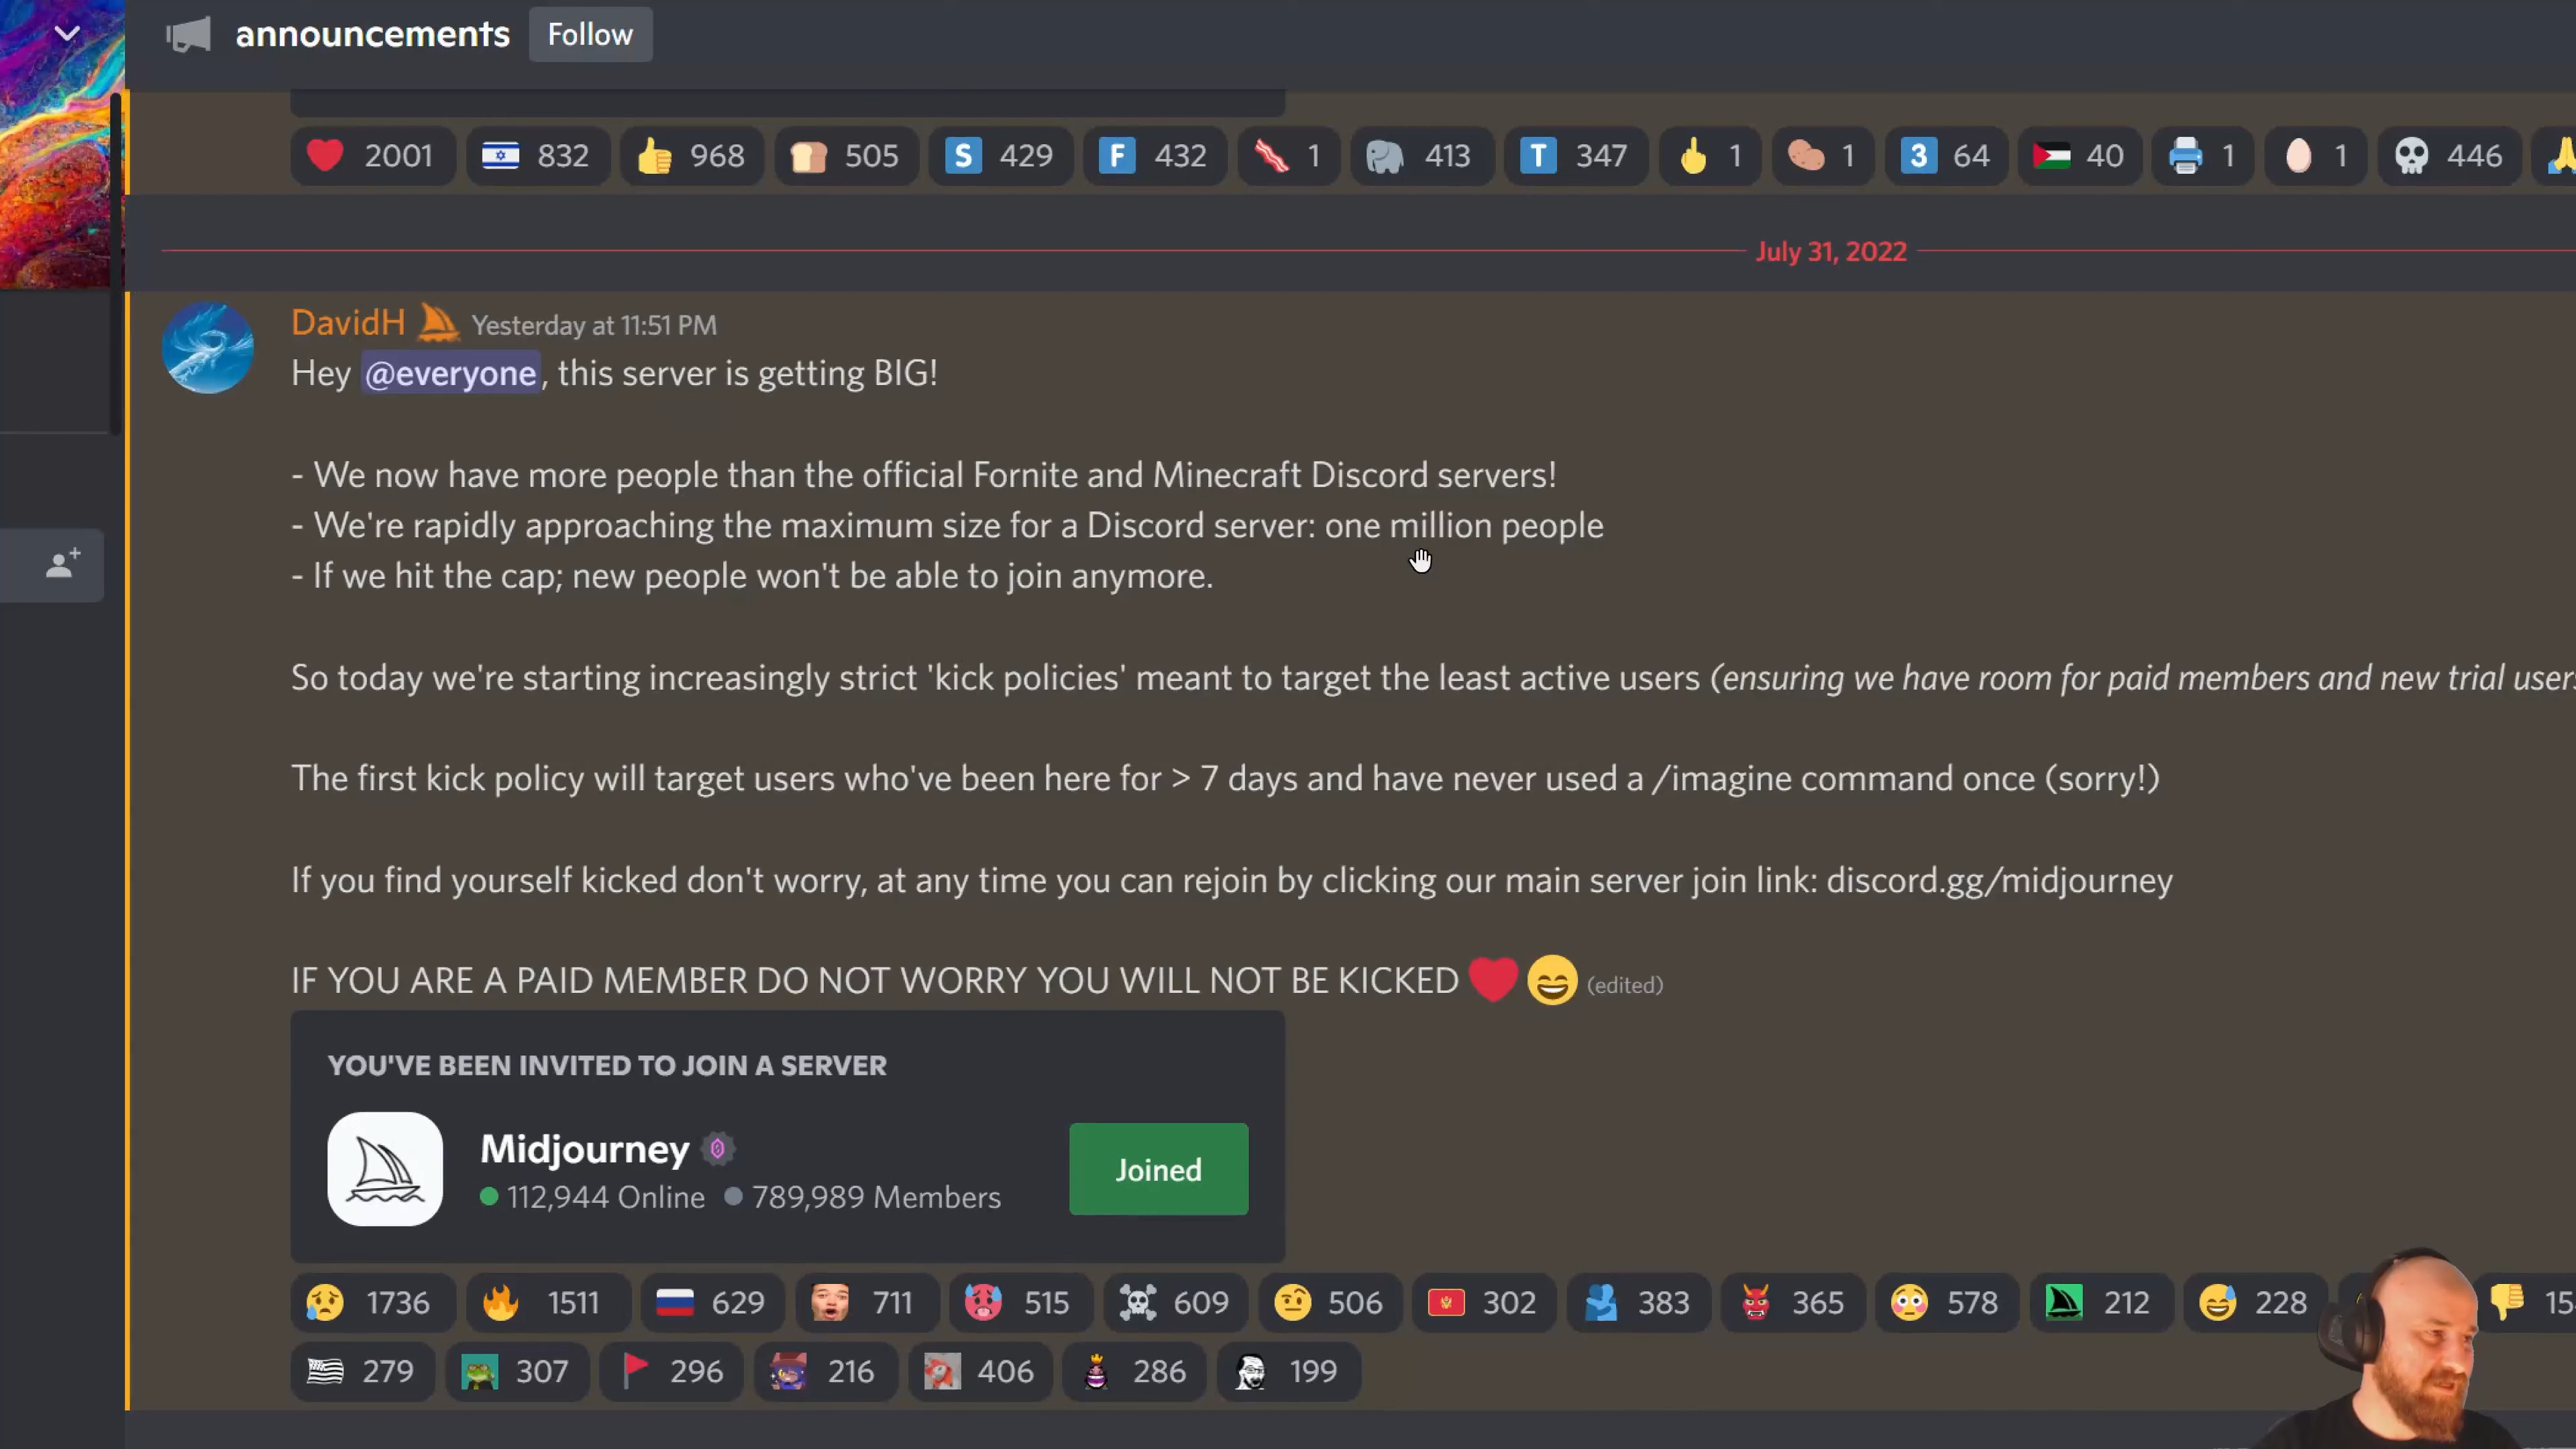 announcements Follow
2001 832 968 505 S 429 F 432 1 413 T 347 1 1 3 64 40 1 1 446
July 31, 2022
DavidH Yesterday at 11:51 PM
Hey @everyone, this server is getting BIG!
- We now have more people than the official Fornite and Minecraft Discord servers!
- We're rapidly approaching the maximum size for a Discord server: one million people
- If we hit the cap; new people won't be able to join anymore.
So today we're starting increasingly strict 'kick policies' meant to target the least active users (ensuring we have room for paid members and new trial users
The first kick policy will target users who've been here for > 7 days and have never used a /imagine command once (sorry!)
If you find yourself kicked don't worry, at any time you can rejoin by clicking our main server join link: discord.gg/midjourney
IF YOU ARE A PAID MEMBER DO NOT WORRY YOU WILL NOT BE KICKED (edited)
YOU'VE BEEN INVITED TO JOIN A SERVER
Midjourney
112,944 Online 789,989 Members
Joined
1736 1511 629 711 515 609 506 302 383 365 578 212 228 15
279 307 296 216 406 286 199